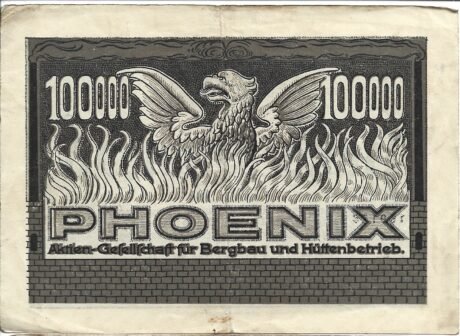 100000 100000
PHOENIX
Aktien-Gesellschaft für Bergbau und Hüttenbetrieb.